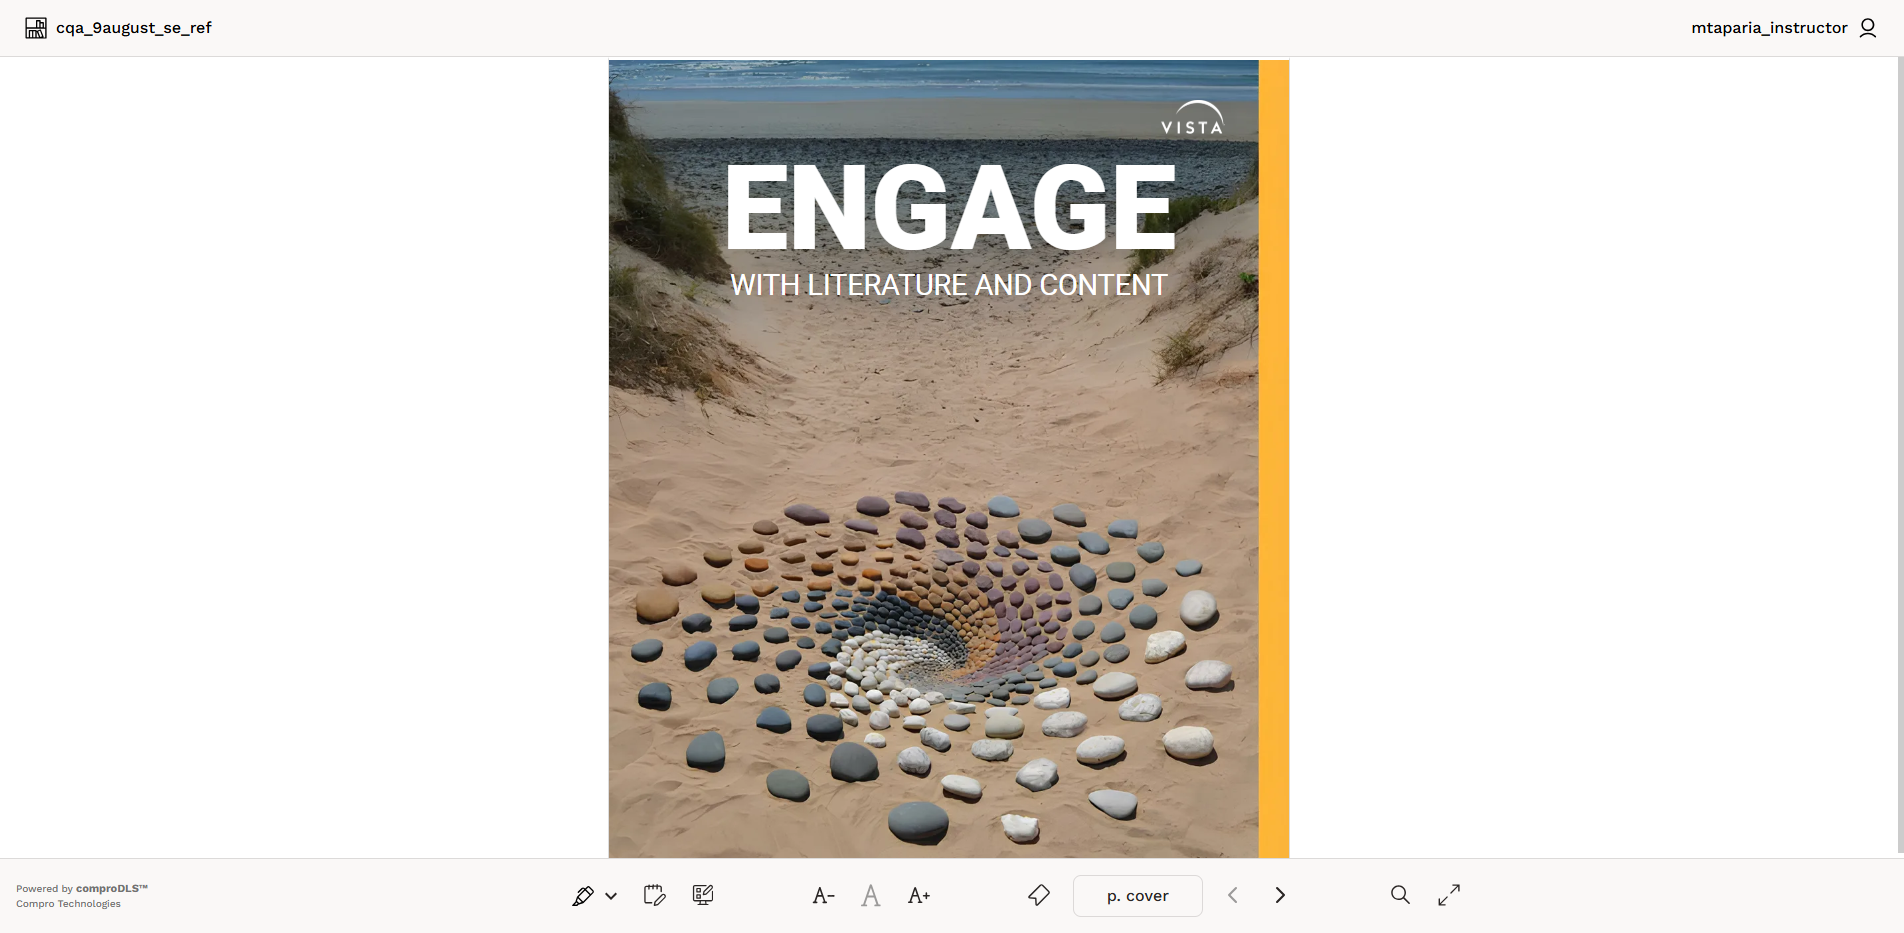 cqa_9august_se_ref
mtaparia_instructor
VISTA
ENGAGE
WITH LITERATURE AND CONTENT
Powered by comproDLS™
Compro Technologies
A-
A
A+
p. cover